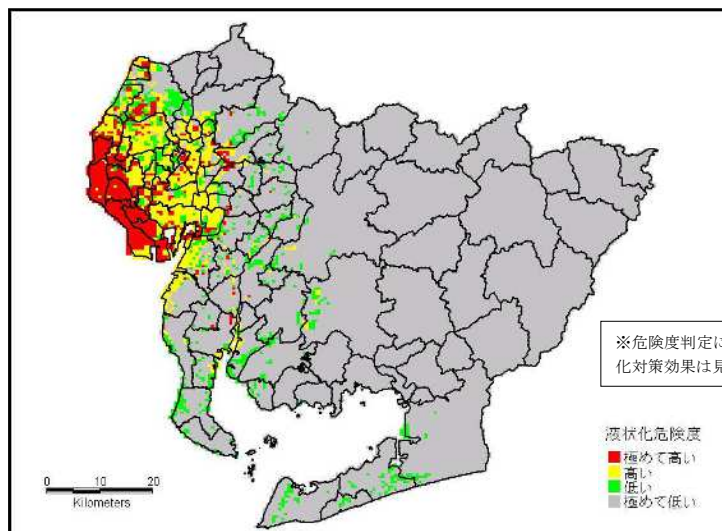 ※危険度判定に
化対策効果は見
液状化危険度
極めて高い
高い
低い
極めて低い
0 10 20
Kilometers